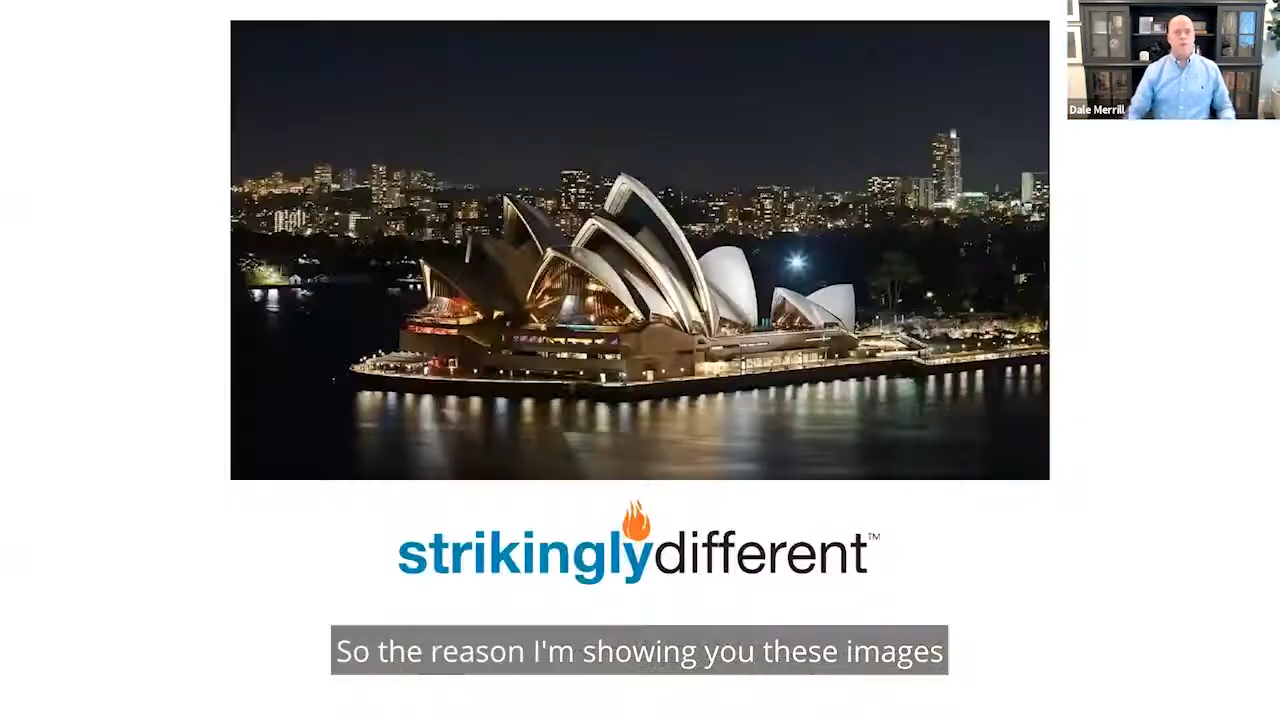 Dale Merrill
strikinglydifferent™
So the reason I'm showing you these images